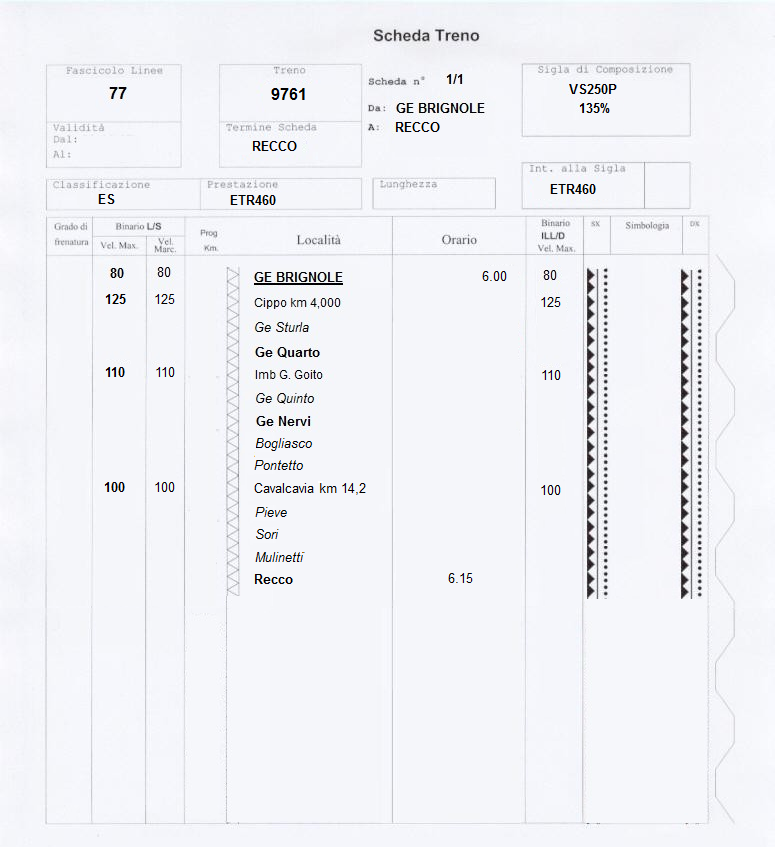 Scheda Treno
Fascicolo Linee
77
Validità
Dal:
Al:
Treno
9761
Termine Scheda
RECCO
Scheda n° 1/1
Da: GE BRIGNOLE
A: RECCO
Sigla di Composizione
VS250P
135%
Classificazione
ES
Prestazione
ETR460
Lunghezza
Int. alla Sigla
ETR460
Grado di frenatura
Binario L/S
Vel. Max.
Vel. Marc.
Prog Km.
Località
Orario
Binario ILL/D Vel. Max.
SX
Simbologia
DX
80 80 GE BRIGNOLE 6.00 80
125 125 Cippo km 4,000 125
Ge Sturla
Ge Quarto
110 110 Imb G. Goito 110
Ge Quinto
Ge Nervi
Bogliasco
Pontetto
100 100 Cavalcavia km 14,2 100
Pieve
Sori
Mulinetti
Recco 6.15